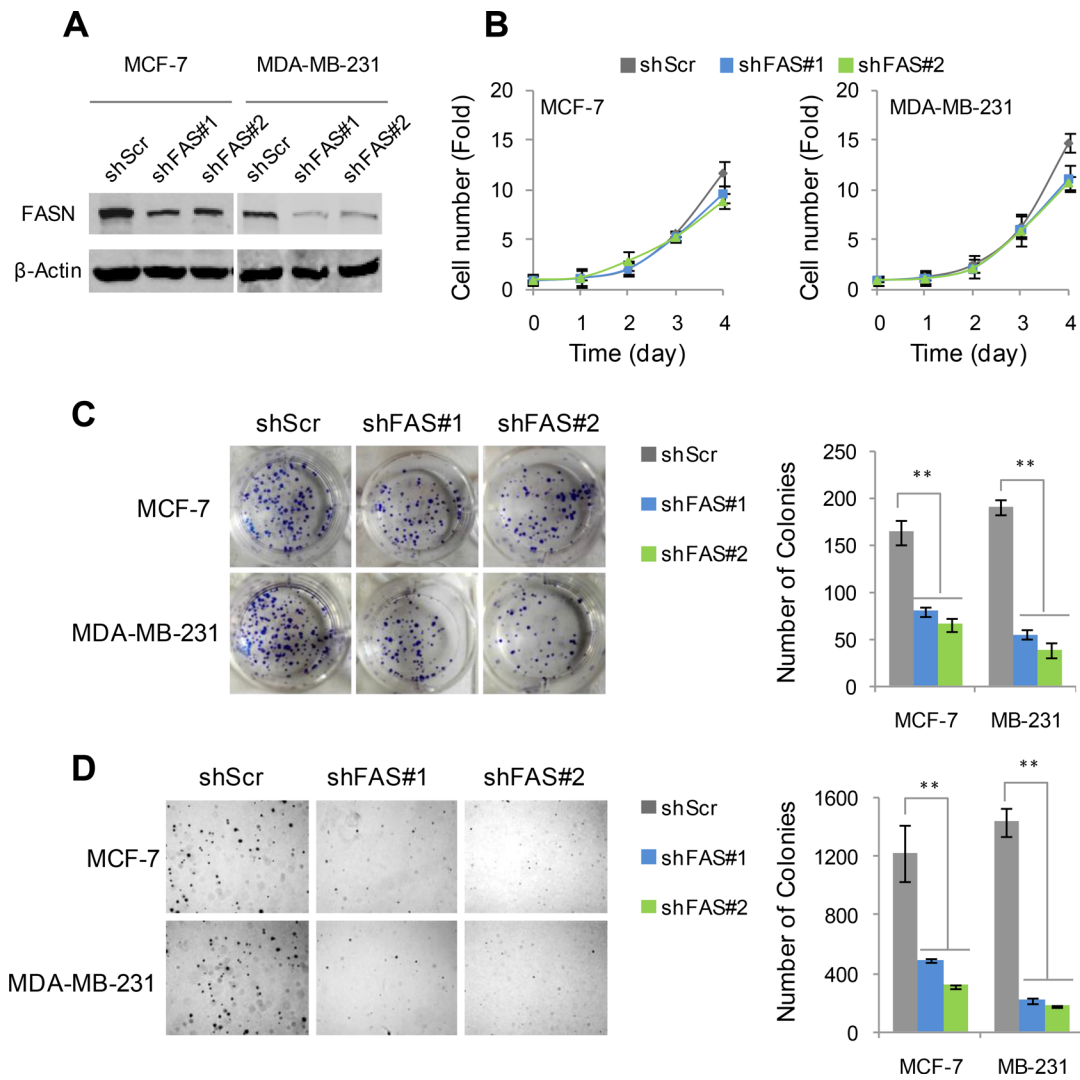 A
MCF-7 MDA-MB-231
shScr shFAS#1 shFAS#2 shScr shFAS#1 shFAS#2
FASN
β-Actin
B
shScr shFAS#1 shFAS#2
MCF-7
Cell number (Fold)
20
15
10
5
0
0 1 2 3 4
Time (day)
MDA-MB-231
Cell number (Fold)
20
15
10
5
0
0 1 2 3 4
Time (day)
C
shScr shFAS#1 shFAS#2
MCF-7
MDA-MB-231
shScr
shFAS#1
shFAS#2
Number of Colonies
250
200
150
100
50
0
** **
MCF-7 MB-231
D
shScr shFAS#1 shFAS#2
MCF-7
MDA-MB-231
shScr
shFAS#1
shFAS#2
Number of Colonies
1600
1200
800
400
0
** **
MCF-7 MB-231